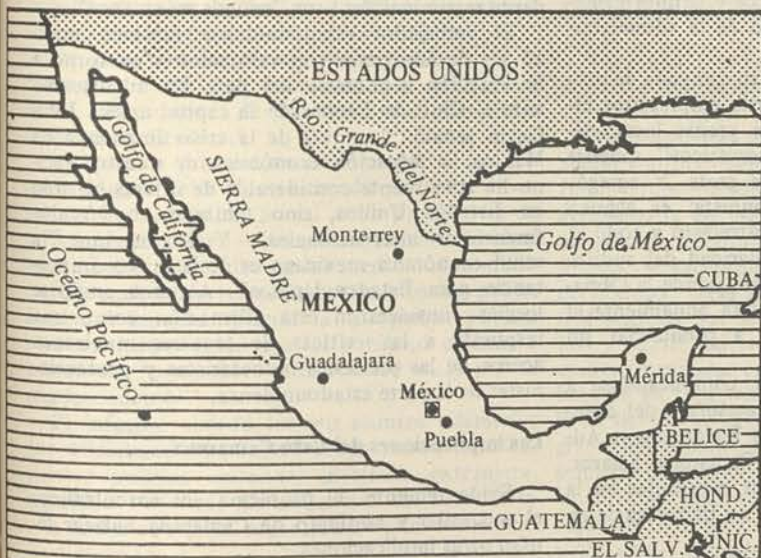 ESTADOS UNIDOS
Río Grande del Norte
Golfo de California
SIERRA MADRE
Monterrey
Golfo de México
CUBA
Océano Pacífico
MEXICO
Guadalajara
México
Mérida
Puebla
BELICE
HOND.
GUATEMALA
EL SALV.
NIC.